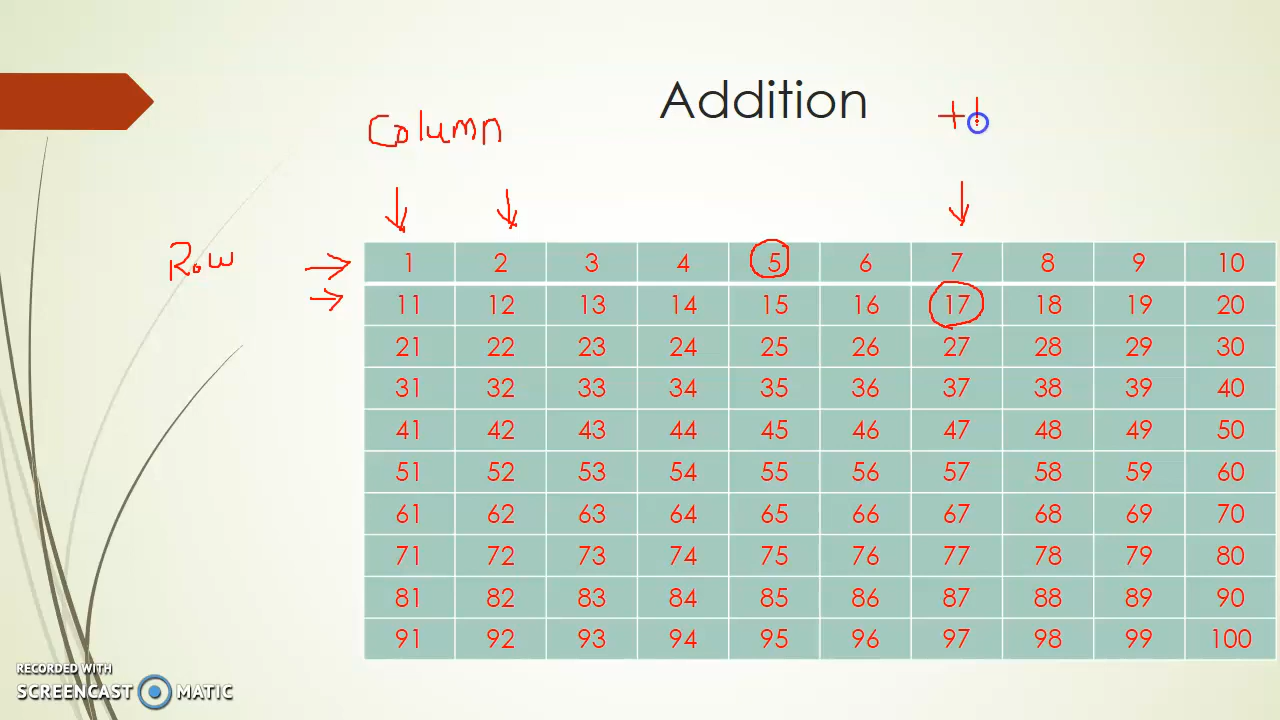 Addition
+1
Column
Row
1 2 3 4 5 6 7 8 9 10
11 12 13 14 15 16 17 18 19 20
21 22 23 24 25 26 27 28 29 30
31 32 33 34 35 36 37 38 39 40
41 42 43 44 45 46 47 48 49 50
51 52 53 54 55 56 57 58 59 60
61 62 63 64 65 66 67 68 69 70
71 72 73 74 75 76 77 78 79 80
81 82 83 84 85 86 87 88 89 90
91 92 93 94 95 96 97 98 99 100
RECORDED WITH
SCREENCAST MATIC